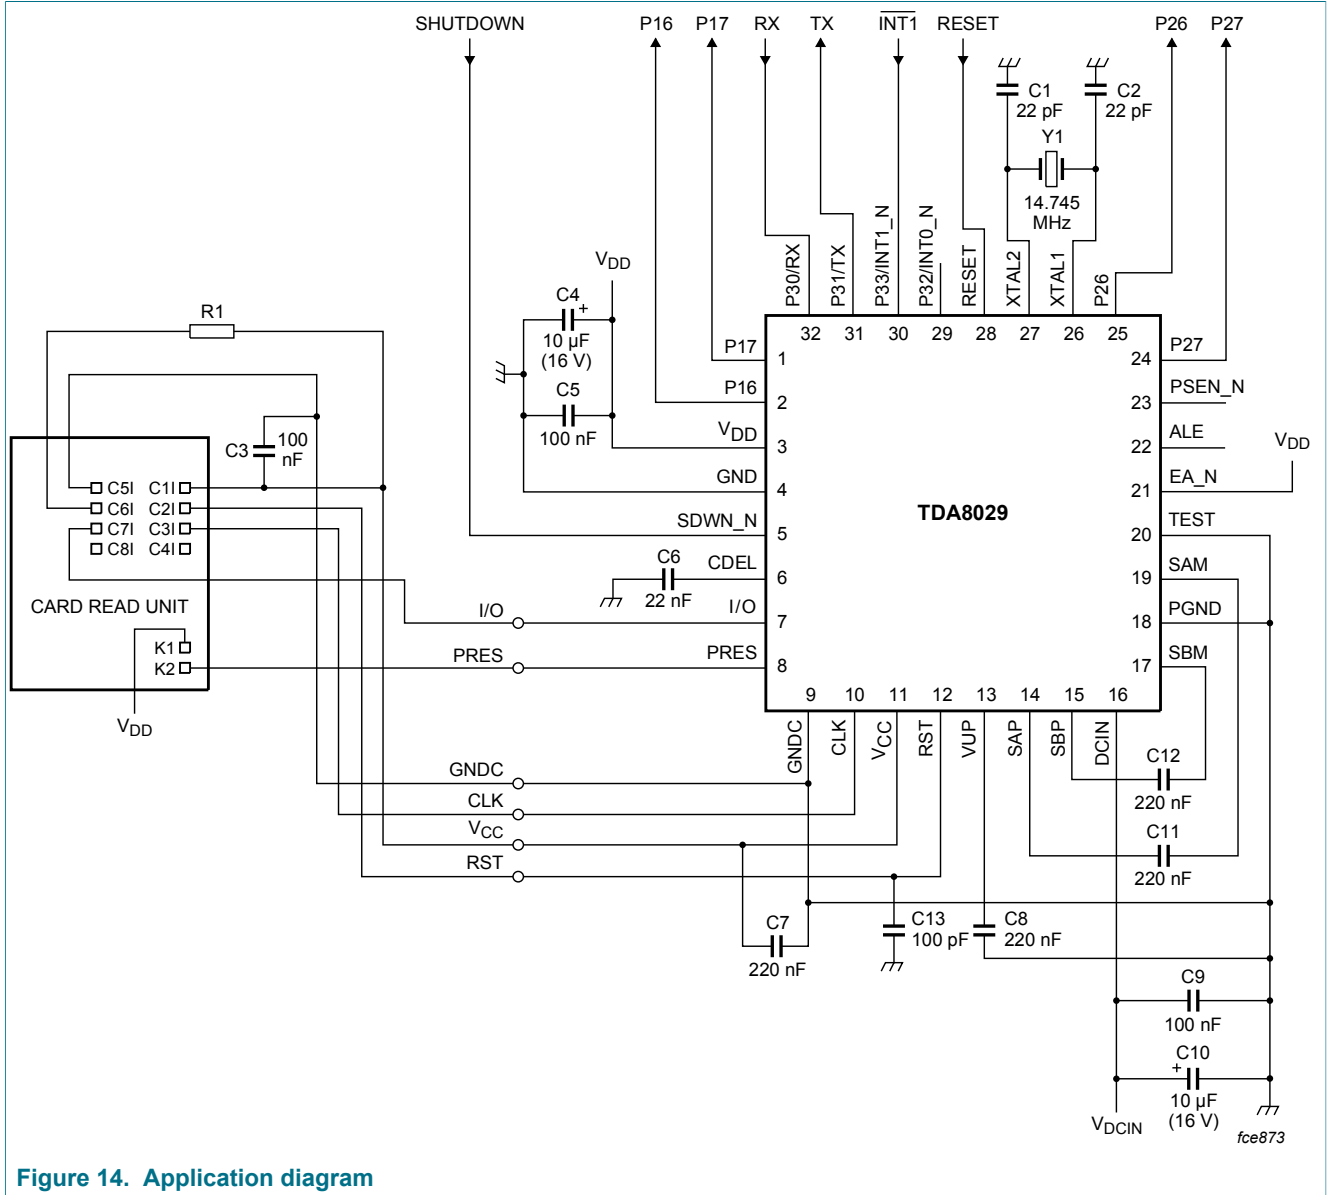 SHUTDOWN P16 P17 RX TX INT1 RESET P26 P27
C1
22 pF
C2
22 pF
Y1
14.745
MHz
P30/RX
P31/TX
P33/INT1_N
P32/INT0_N
RESET
XTAL2
XTAL1
P26
VDD
C4
+
10 µF
(16 V)
C5
100 nF
R1
C3
100
nF
32 31 30 29 28 27 26 25
P17 1
P16 2
VDD 3
GND 4
SDWN_N 5
CDEL 6
I/O I/O 7
PRES PRES 8
C6
22 nF
TDA8029
24 P27
23 PSEN_N
22 ALE
21 EA_N
20 TEST
19 SAM
18 PGND
17 SBM
VDD
C5I C1I
C6I C2I
C7I C3I
C8I C4I
CARD READ UNIT
K1
K2
VDD
9 10 11 12 13 14 15 16
GNDC
CLK
VCC
RST
VUP
SAP
SBP
DCIN
GNDC
CLK
VCC
RST
C12
220 nF
C11
220 nF
C7
220 nF
C13
100 pF
C8
220 nF
C9
100 nF
C10
+
10 µF
(16 V)
VDCIN
fce873
Figure 14. Application diagram